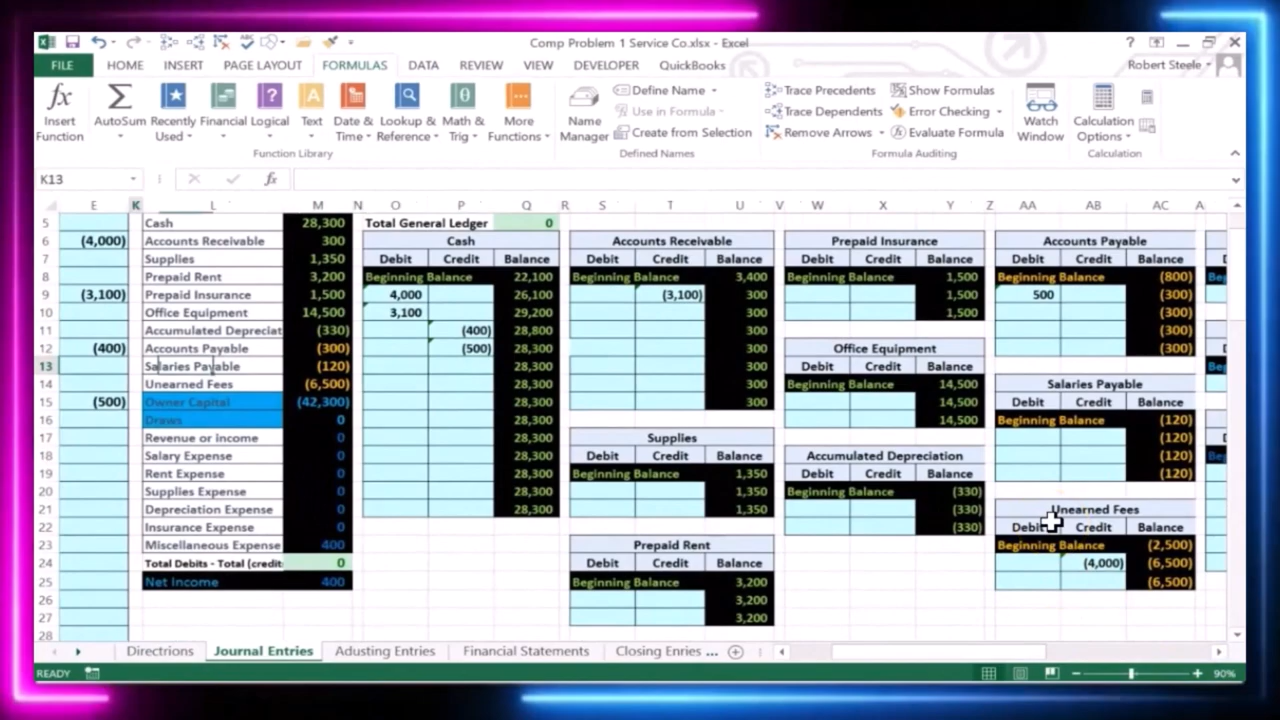 Comp Problem 1 Service Co.xlsx - Excel
FILE HOME INSERT PAGE LAYOUT FORMULAS DATA REVIEW VIEW DEVELOPER QuickBooks Robert Steele
Insert Function
AutoSum
Recently Used
Financial
Logical
Text
Date & Time
Lookup & Reference
Math & Trig
More Functions
Function Library
Name Manager
Define Name
Use in Formula
Create from Selection
Defined Names
Trace Precedents
Trace Dependents
Remove Arrows
Show Formulas
Error Checking
Evaluate Formula
Formula Auditing
Watch Window
Calculation Options
Calculation
K13 fx
E K L M N O P Q R S T U V W X Y Z AA AB AC A
5 Cash 28,300 Total General Ledger 0
6 (4,000) Accounts Receivable 300 Cash Accounts Receivable Prepaid Insurance Accounts Payable
7 Supplies 1,350 Debit Credit Balance Debit Credit Balance Debit Credit Balance Debit Credit Balance
8 Prepaid Rent 3,200 Beginning Balance 22,100 Beginning Balance 3,400 Beginning Balance 1,500 Beginning Balance (800)
9 (3,100) Prepaid Insurance 1,500 4,000 26,100 (3,100) 300 1,500 500 (300)
10 Office Equipment 14,500 3,100 29,200 300 1,500 (300)
11 Accumulated Depreciat (330) (400) 28,800 300 (300)
12 (400) Accounts Payable (300) (500) 28,300 300 Office Equipment (300)
13 Salaries Payable (120) 28,300 300 Debit Credit Balance
14 Unearned Fees (6,500) 28,300 300 Beginning Balance 14,500 Salaries Payable
15 (500) Owner Capital (42,300) 28,300 300 14,500 Debit Credit Balance
16 Draws 0 28,300 14,500 Beginning Balance (120)
17 Revenue or income 0 28,300 Supplies (120)
18 Salary Expense 0 28,300 Debit Credit Balance Accumulated Depreciation (120)
19 Rent Expense 0 28,300 Beginning Balance 1,350 Debit Credit Balance (120)
20 Supplies Expense 0 28,300 1,350 Beginning Balance (330)
21 Depreciation Expense 0 28,300 1,350 (330) Unearned Fees
22 Insurance Expense 0 (330) Debit Credit Balance
23 Miscellaneous Expense 400 Prepaid Rent Beginning Balance (2,500)
24 Total Debits - Total (credit 0 Debit Credit Balance (4,000) (6,500)
25 Net Income 400 Beginning Balance 3,200 (6,500)
26 3,200
27 3,200
28
Directions Journal Entries Adusting Entries Financial Statements Closing Enries ...
READY 90%